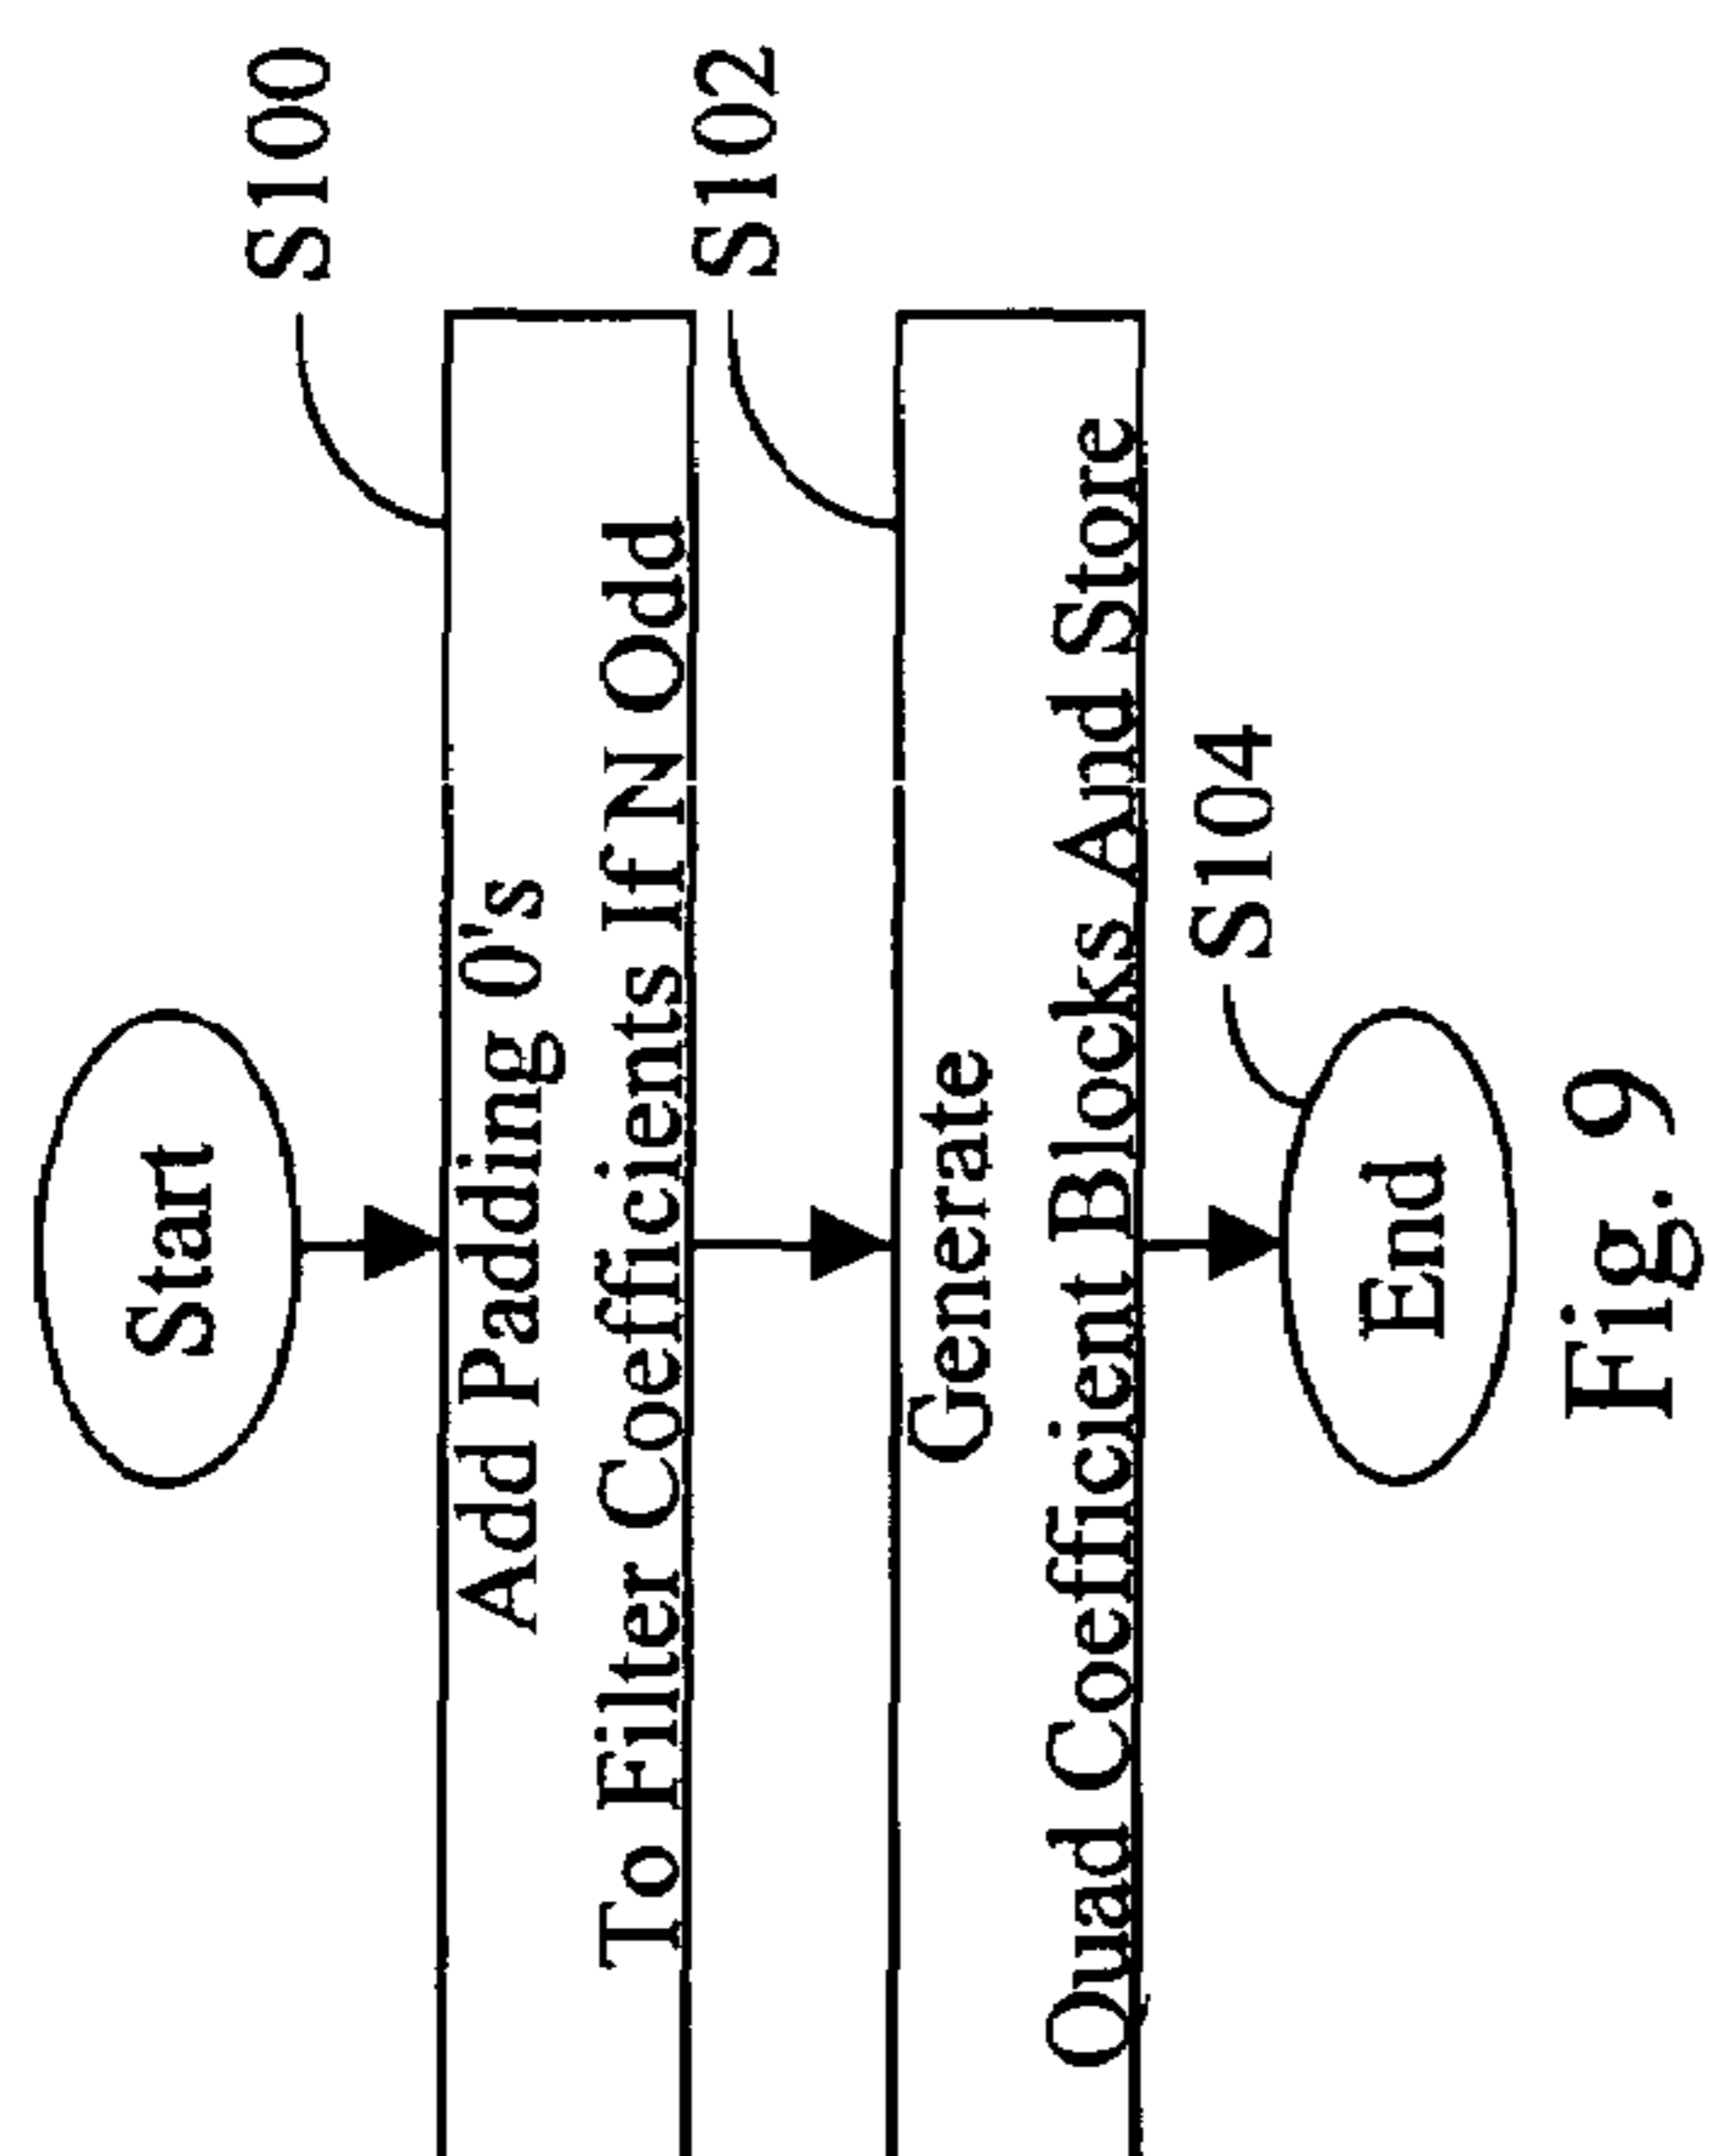 Start
S100
Add Padding 0's
To Filter Coefficients If N Odd
S102
Generate
Quad Coefficient Blocks And Store
S104
End
Fig. 9